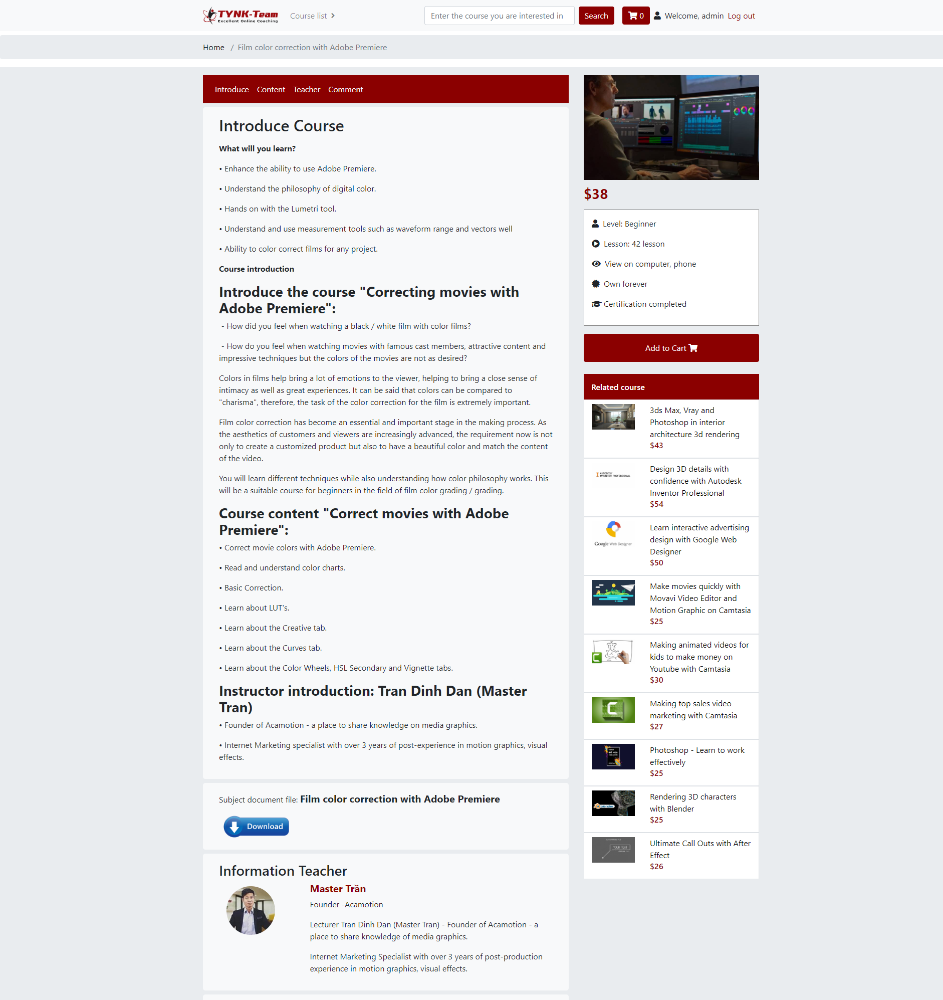 TYNK-Team
Excellent Online Coaching
Course list
Enter the course you are interested in
Search
0
Welcome, admin
Log out
Home / Film color correction with Adobe Premiere
Introduce
Content
Teacher
Comment
Introduce Course
What will you learn?
• Enhance the ability to use Adobe Premiere.
• Understand the philosophy of digital color.
• Hands on with the Lumetri tool.
• Understand and use measurement tools such as waveform range and vectors well
• Ability to color correct films for any project.
Course introduction
Introduce the course "Correcting movies with
Adobe Premiere":
- How did you feel when watching a black / white film with color films?
- How do you feel when watching movies with famous cast members, attractive content and
impressive techniques but the colors of the movies are not as desired?
Colors in films help bring a lot of emotions to the viewer, helping to bring a close sense of
intimacy as well as great experiences. It can be said that colors can be compared to
"charisma", therefore, the task of the color correction for the film is extremely important.
Film color correction has become an essential and important stage in the making process. As
the aesthetics of customers and viewers are increasingly advanced, the requirement now is not
only to create a customized product but also to have a beautiful color and match the content
of the video.
You will learn different techniques while also understanding how color philosophy works. This
will be a suitable course for beginners in the field of film color grading / grading.
Course content "Correct movies with Adobe
Premiere":
• Correct movie colors with Adobe Premiere.
• Read and understand color charts.
• Basic Correction.
• Learn about LUT's.
• Learn about the Creative tab.
• Learn about the Curves tab.
• Learn about the Color Wheels, HSL Secondary and Vignette tabs.
Instructor introduction: Tran Dinh Dan (Master
Tran)
• Founder of Acamotion - a place to share knowledge on media graphics.
• Internet Marketing specialist with over 3 years of post-experience in motion graphics, visual
effects.
Subject document file: Film color correction with Adobe Premiere
Download
Information Teacher
Master Trần
Founder -Acamotion
Lecturer Tran Dinh Dan (Master Tran) - Founder of Acamotion - a
place to share knowledge of media graphics.
Internet Marketing Specialist with over 3 years of post-production
experience in motion graphics, visual effects.
$38
Level: Beginner
Lesson: 42 lesson
View on computer, phone
Own forever
Certification completed
Add to Cart
Related course
3ds Max, Vray and
Photoshop in interior
architecture 3d rendering
$43
AUTODESK
INVENTOR PROFESSIONAL
Design 3D details with
confidence with Autodesk
Inventor Professional
$54
Google Web Designer
Learn interactive advertising
design with Google Web
Designer
$50
Make movies quickly with
Movavi Video Editor and
Motion Graphic on Camtasia
$25
Making animated videos for
kids to make money on
Youtube with Camtasia
$30
Making top sales video
marketing with Camtasia
$27
Photoshop - Learn to work
effectively
$25
blender
Rendering 3D characters
with Blender
$25
YOUR TEXT
Ultimate Call Outs with After
Effect
$26